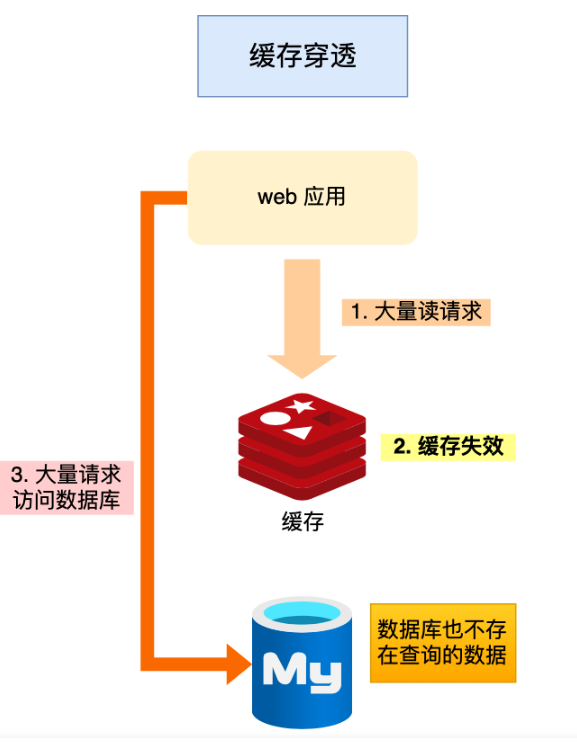 缓存穿透
web 应用
1. 大量读请求
2. 缓存失效
3. 大量请求
访问数据库
缓存
数据库也不存
在查询的数据
My